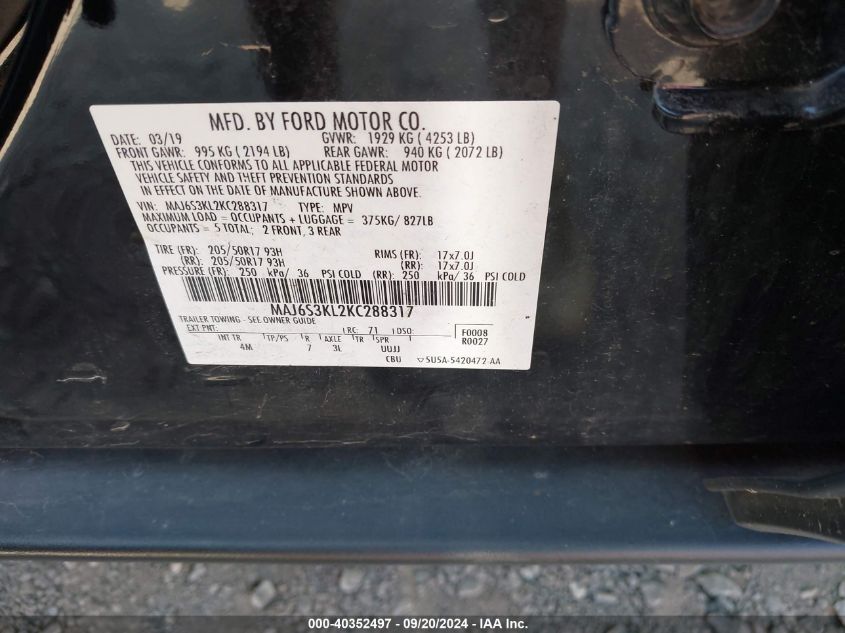 MFD. BY FORD MOTOR CO.
DATE: 03/19 GVWR: 1929 KG ( 4253 LB)
FRONT GAWR: 995 KG ( 2194 LB) REAR GAWR: 940 KG ( 2072 LB)
THIS VEHICLE CONFORMS TO ALL APPLICABLE FEDERAL MOTOR
VEHICLE SAFETY AND THEFT PREVENTION STANDARDS
IN EFFECT ON THE DATE OF MANUFACTURE SHOWN ABOVE.
VIN: MAJ6S3KL2KC288317 TYPE: MPV
MAXIMUM LOAD = OCCUPANTS + LUGGAGE = 375KG/ 827LB
OCCUPANTS = 5 TOTAL; 2 FRONT, 3 REAR
TIRE (FR): 205/50R17 93H RIMS (FR): 17x7.0J
(RR): 205/50R17 93H (RR): 17x7.0J
PRESSURE (FR): 250 kPa/ 36 PSI COLD (RR): 250 kPa/ 36 PSI COLD
MAJ6S3KL2KC288317
TRAILER TOWING - SEE OWNER GUIDE
EXT PNT: RC: 71 DSO: F0008
INT TR TP/PS R AXLE TR SPR R0027
4M 7 3L UUJJ
CBU SU5A-5420472-AA
000-40352497 - 09/20/2024 - IAA Inc.